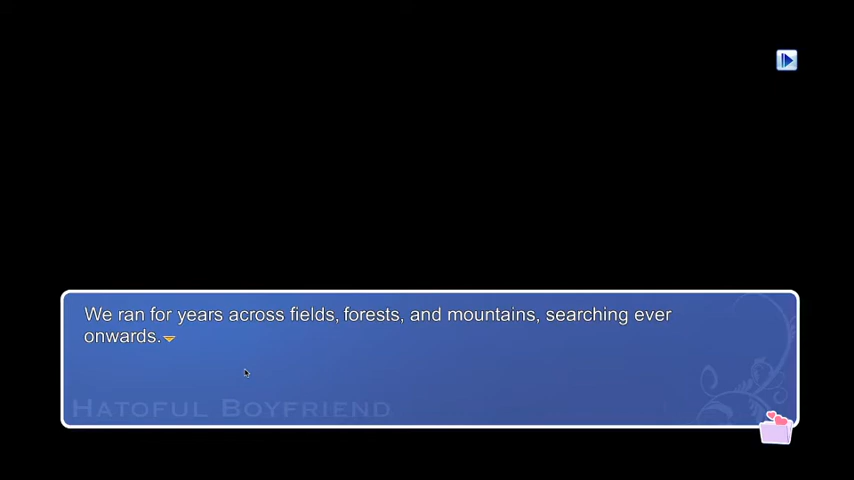 We ran for years across fields, forests, and mountains, searching ever
onwards.
HATOFUL BOYFRIEND